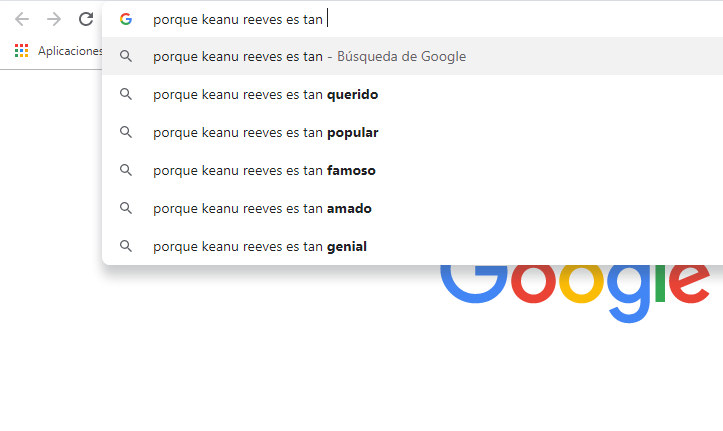 porque keanu reeves es tan
Aplicaciones
porque keanu reeves es tan - Búsqueda de Google
porque keanu reeves es tan querido
porque keanu reeves es tan popular
porque keanu reeves es tan famoso
porque keanu reeves es tan amado
porque keanu reeves es tan genial
Google